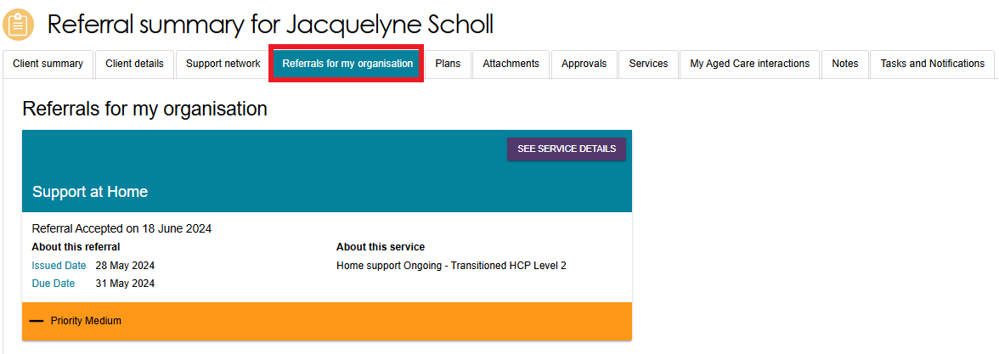 Referral summary for Jacquelyne Scholl
Client summary Client details Support network Referrals for my organisation Plans Attachments Approvals Services My Aged Care interactions Notes Tasks and Notifications
Referrals for my organisation
SEE SERVICE DETAILS
Support at Home
Referral Accepted on 18 June 2024
About this referral About this service
Issued Date 28 May 2024 Home support Ongoing - Transitioned HCP Level 2
Due Date 31 May 2024
Priority Medium